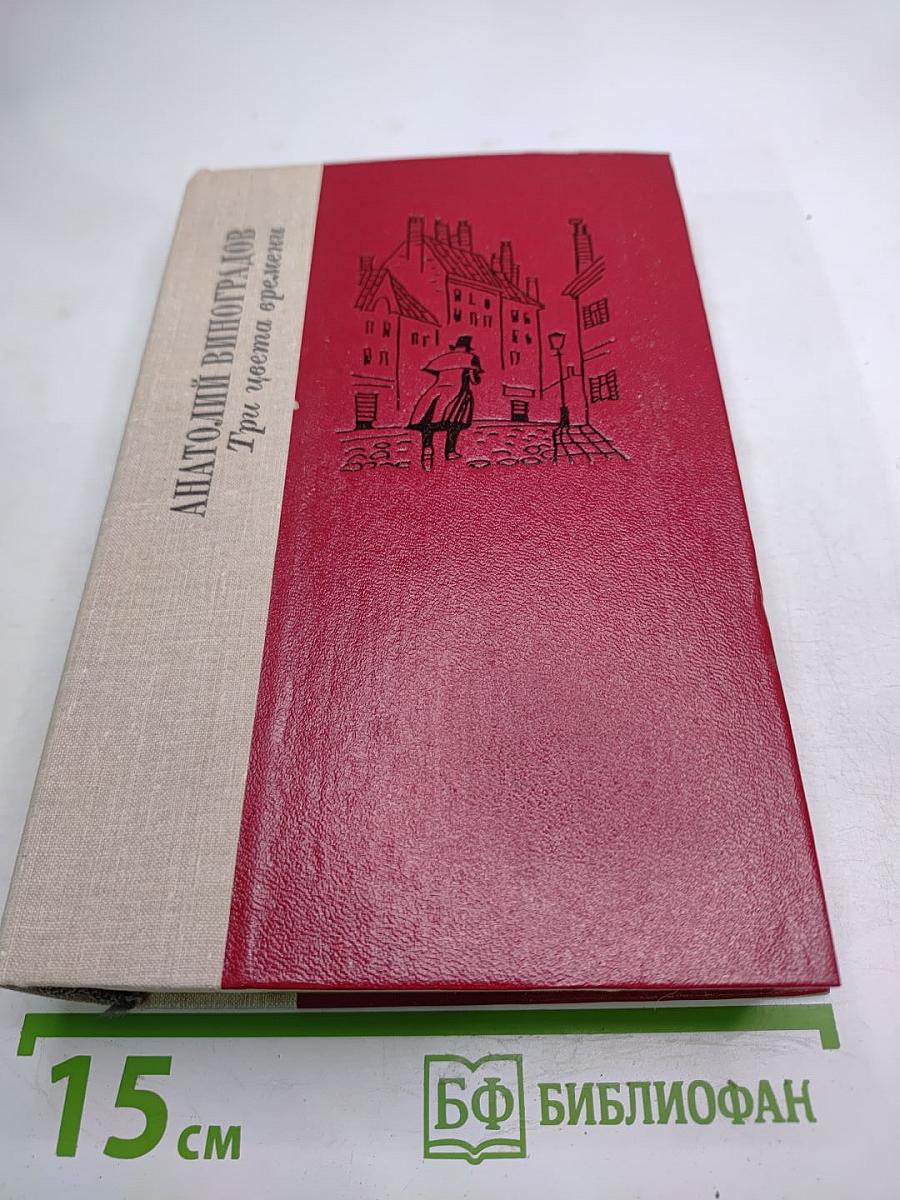 АНАТОЛИЙ ВИНОГРАДОВ
Три цвета времени
15 см
БФ БИБЛИОФАН